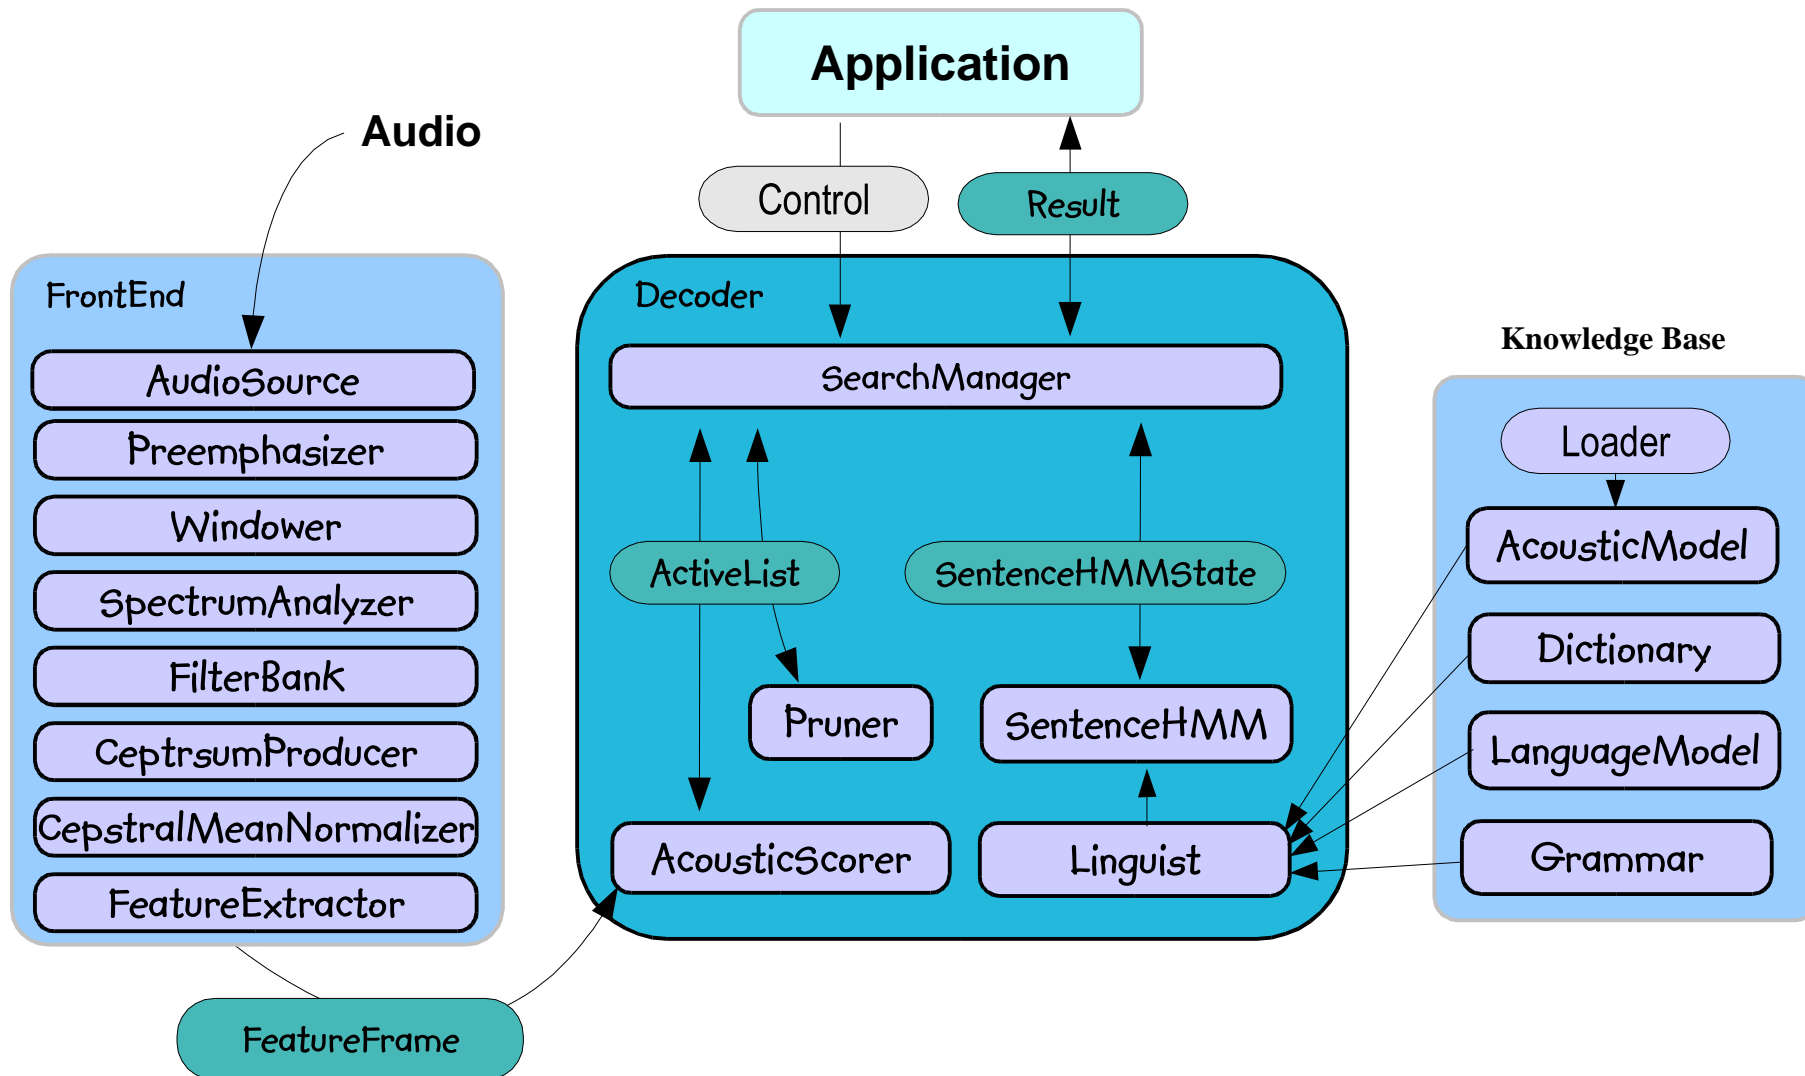 Application
Audio
Control
Result
FrontEnd
AudioSource
Preemphasizer
Windower
SpectrumAnalyzer
FilterBank
CeptrsumProducer
CepstralMeanNormalizer
FeatureExtractor
FeatureFrame
Decoder
SearchManager
ActiveList
SentenceHMMState
Pruner
SentenceHMM
AcousticScorer
Linguist
Knowledge Base
Loader
AcousticModel
Dictionary
LanguageModel
Grammar